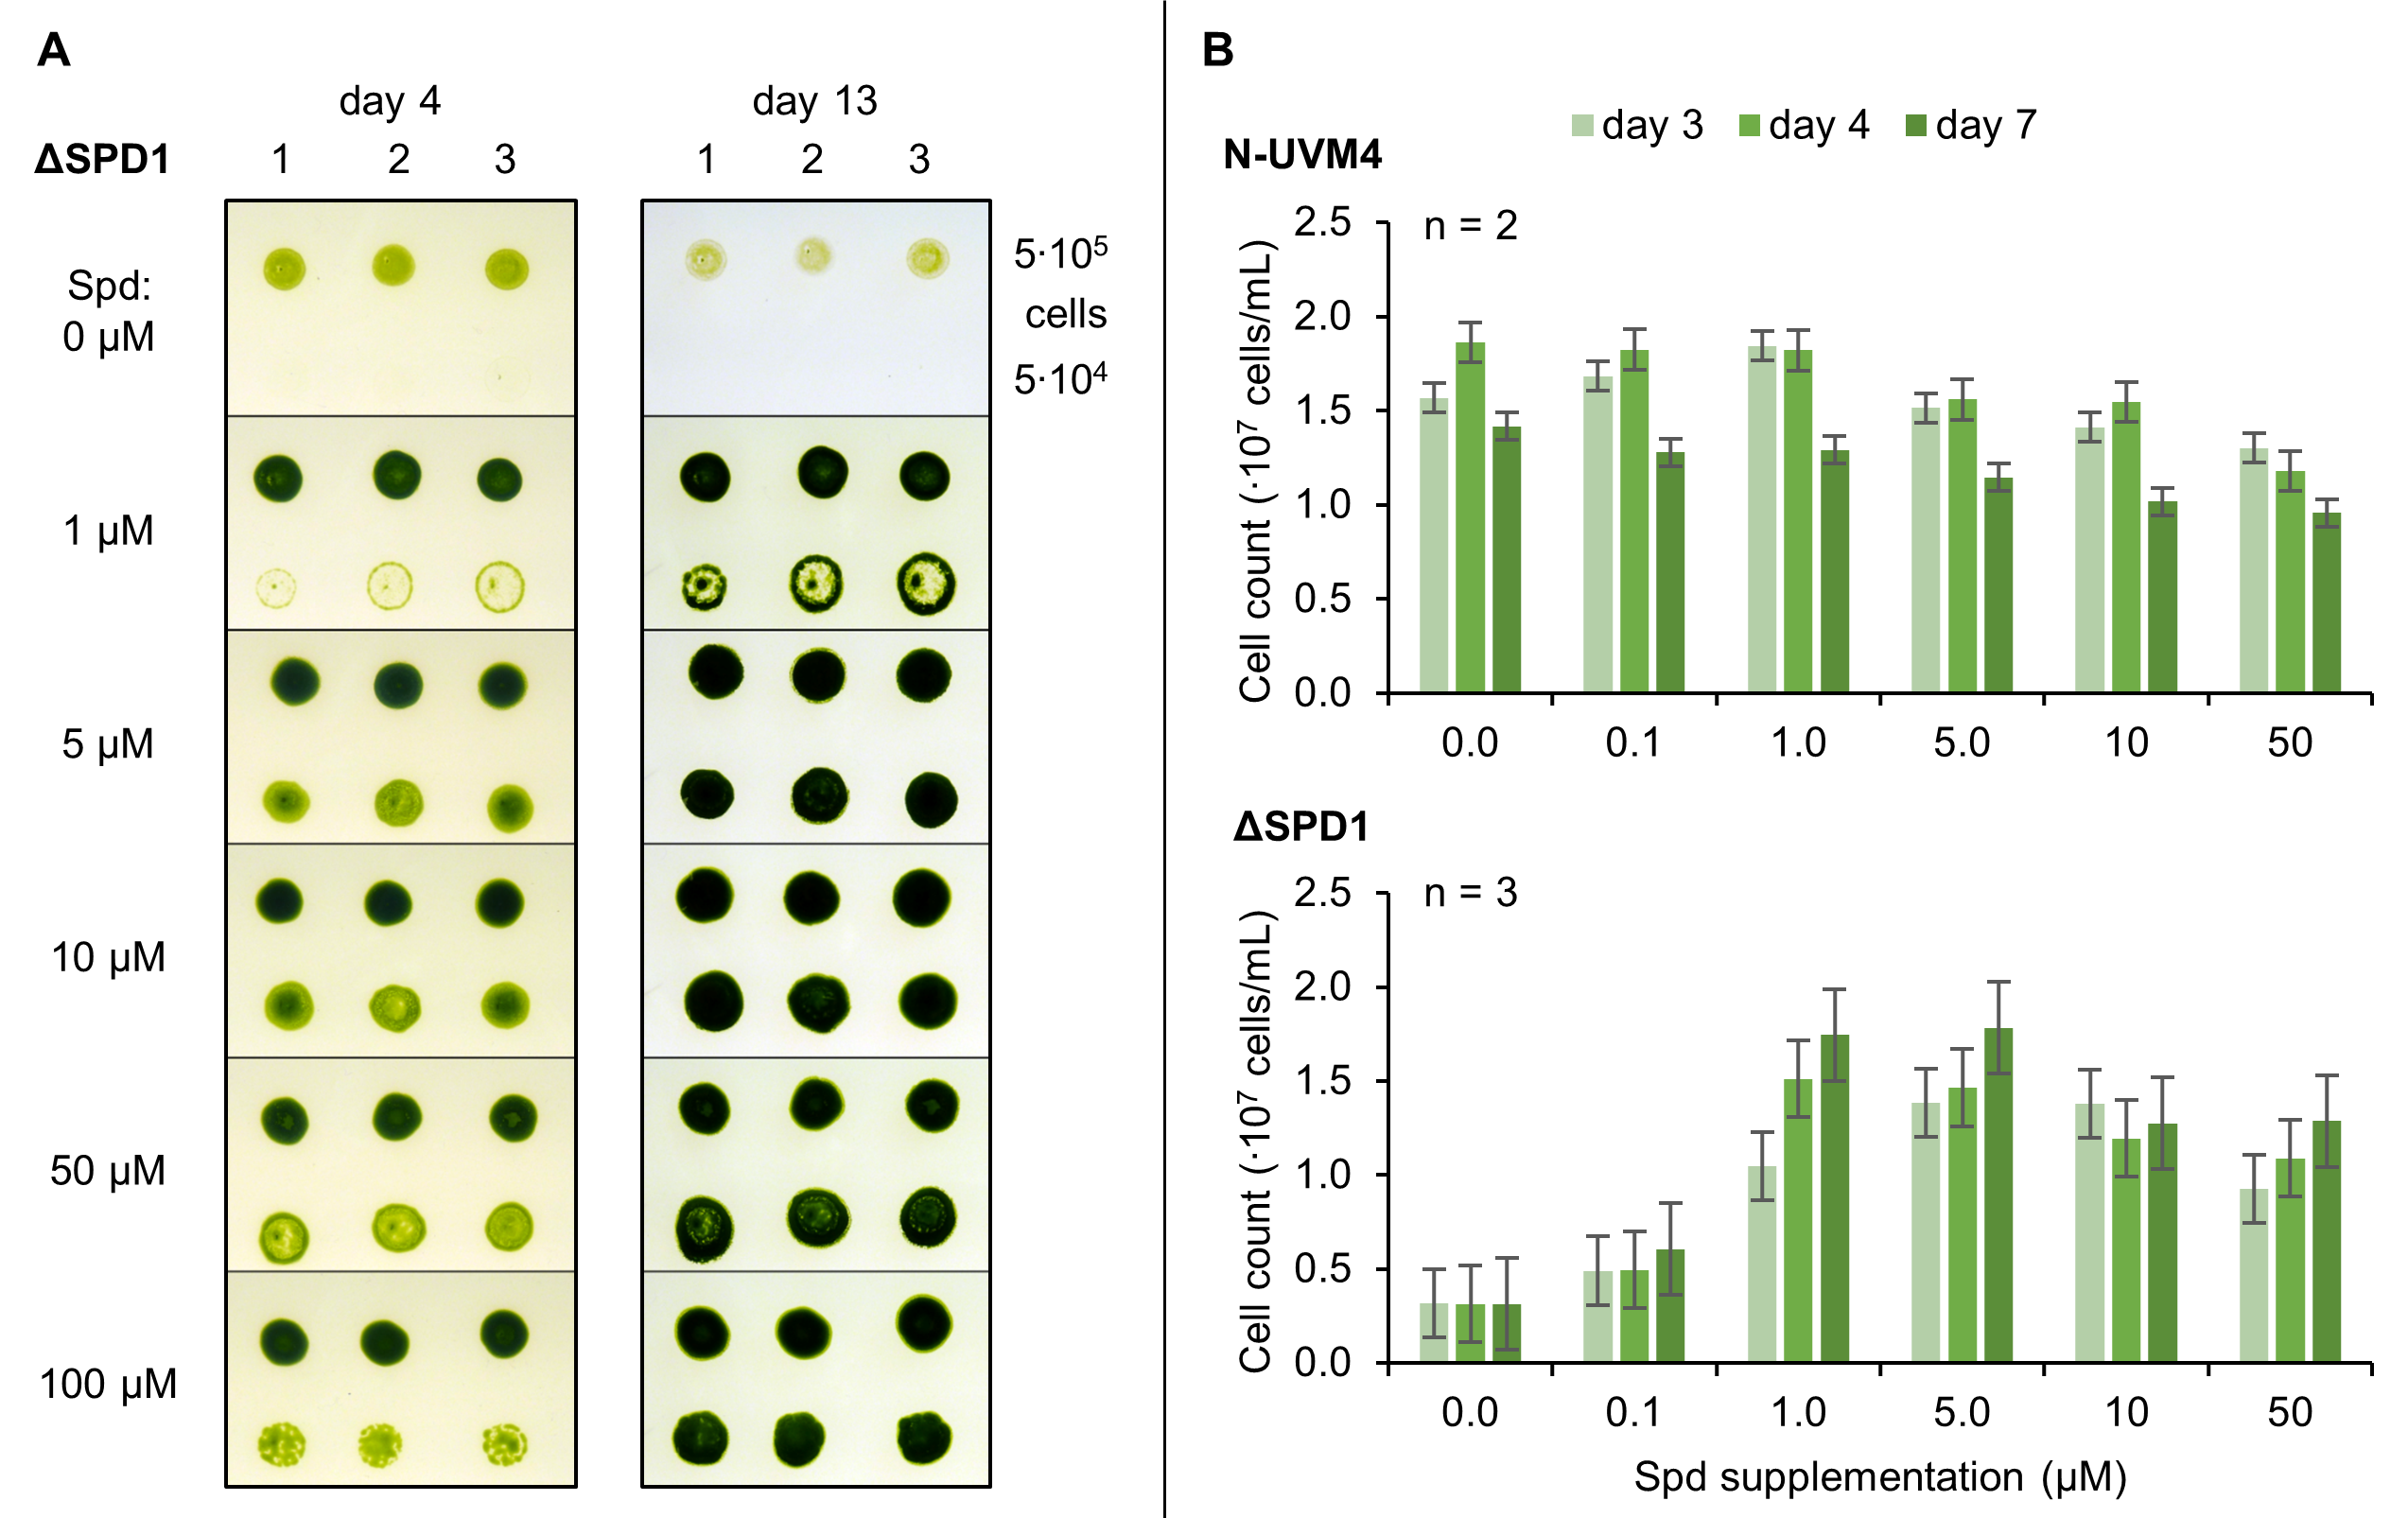 A
day 4
day 13
ΔSPD1
1 2 3
1 2 3
Spd:
0 µM
5·10⁵
cells
5·10⁴
1 µM
5 µM
10 µM
50 µM
100 µM
B
day 3 day 4 day 7
N-UVM4
n = 2
Cell count (·10⁷ cells/mL)
2.5
2.0
1.5
1.0
0.5
0.0
0.0 0.1 1.0 5.0 10 50
ΔSPD1
n = 3
Cell count (·10⁷ cells/mL)
2.5
2.0
1.5
1.0
0.5
0.0
0.0 0.1 1.0 5.0 10 50
Spd supplementation (µM)